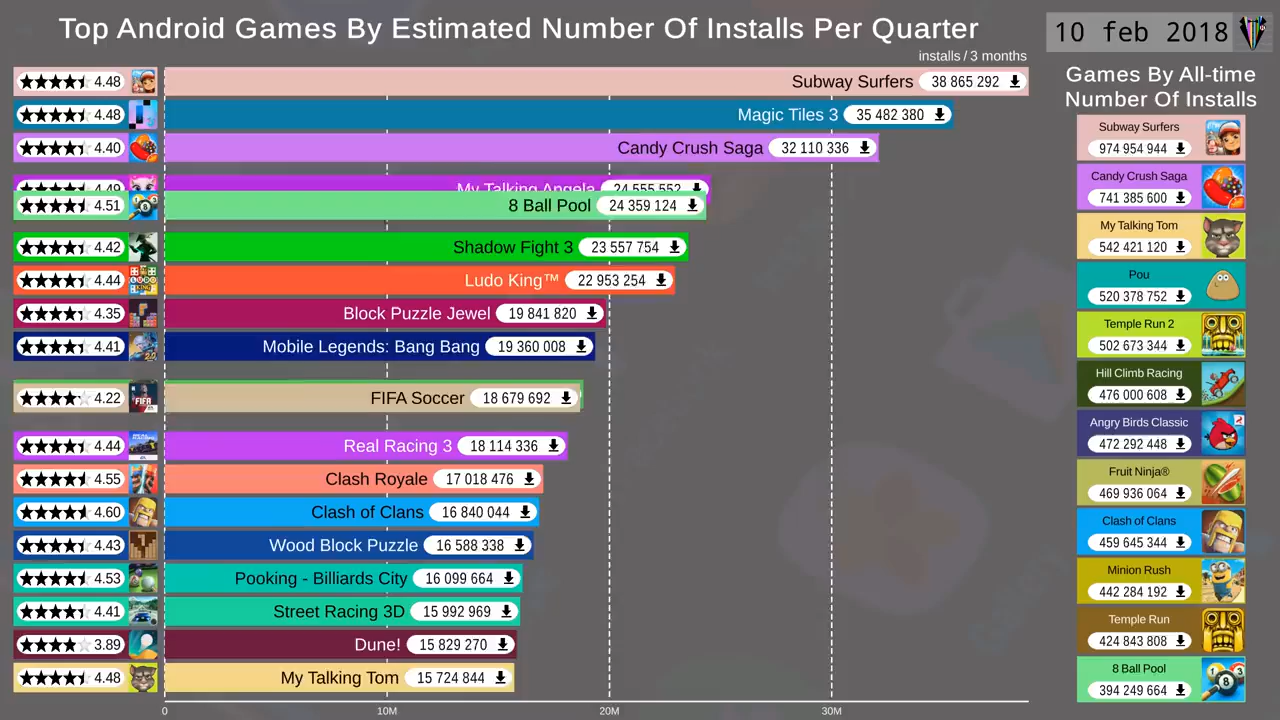 Top Android Games By Estimated Number Of Installs Per Quarter
10 feb 2018
installs / 3 months
4.48 Subway Surfers 38 865 292
4.48 Magic Tiles 3 35 482 380
4.40 Candy Crush Saga 32 110 336
4.49 My Talking Angela 24 555 552
4.51 8 Ball Pool 24 359 124
4.42 Shadow Fight 3 23 557 754
4.44 Ludo King™ 22 953 254
4.35 Block Puzzle Jewel 19 841 820
4.41 Mobile Legends: Bang Bang 19 360 008
4.22 FIFA Soccer 18 679 692
4.44 Real Racing 3 18 114 336
4.55 Clash Royale 17 018 476
4.60 Clash of Clans 16 840 044
4.43 Wood Block Puzzle 16 588 338
4.53 Pooking - Billiards City 16 099 664
4.41 Street Racing 3D 15 992 969
3.89 Dune! 15 829 270
4.48 My Talking Tom 15 724 844
0 10M 20M 30M
Games By All-time
Number Of Installs
Subway Surfers
974 954 944
Candy Crush Saga
741 385 600
My Talking Tom
542 421 120
Pou
520 378 752
Temple Run 2
502 673 344
Hill Climb Racing
476 000 608
Angry Birds Classic
472 292 448
Fruit Ninja®
469 936 064
Clash of Clans
459 645 344
Minion Rush
442 284 192
Temple Run
424 843 808
8 Ball Pool
394 249 664